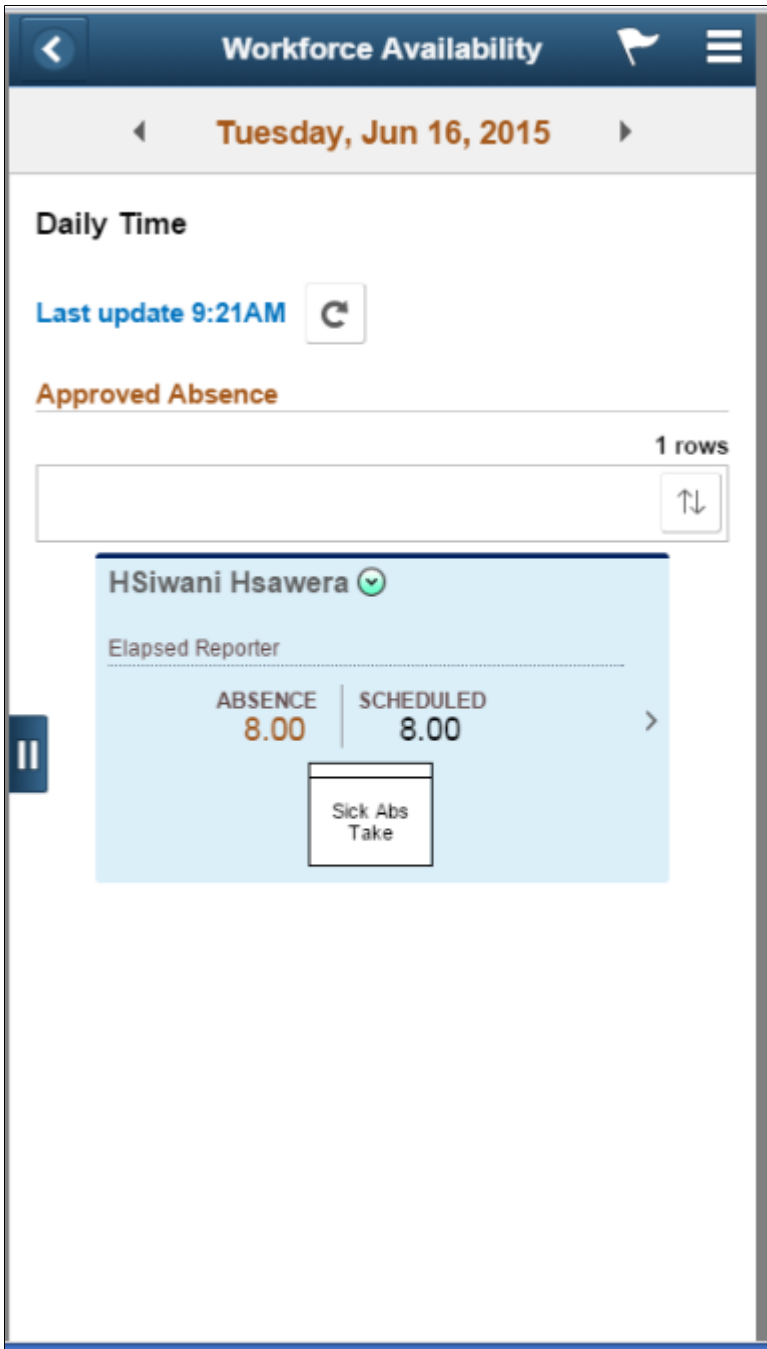 Workforce Availability
Tuesday, Jun 16, 2015
Daily Time
Last update 9:21AM
Approved Absence
1 rows
HSiwani Hsawera
Elapsed Reporter
ABSENCE SCHEDULED
8.00 8.00
Sick Abs
Take